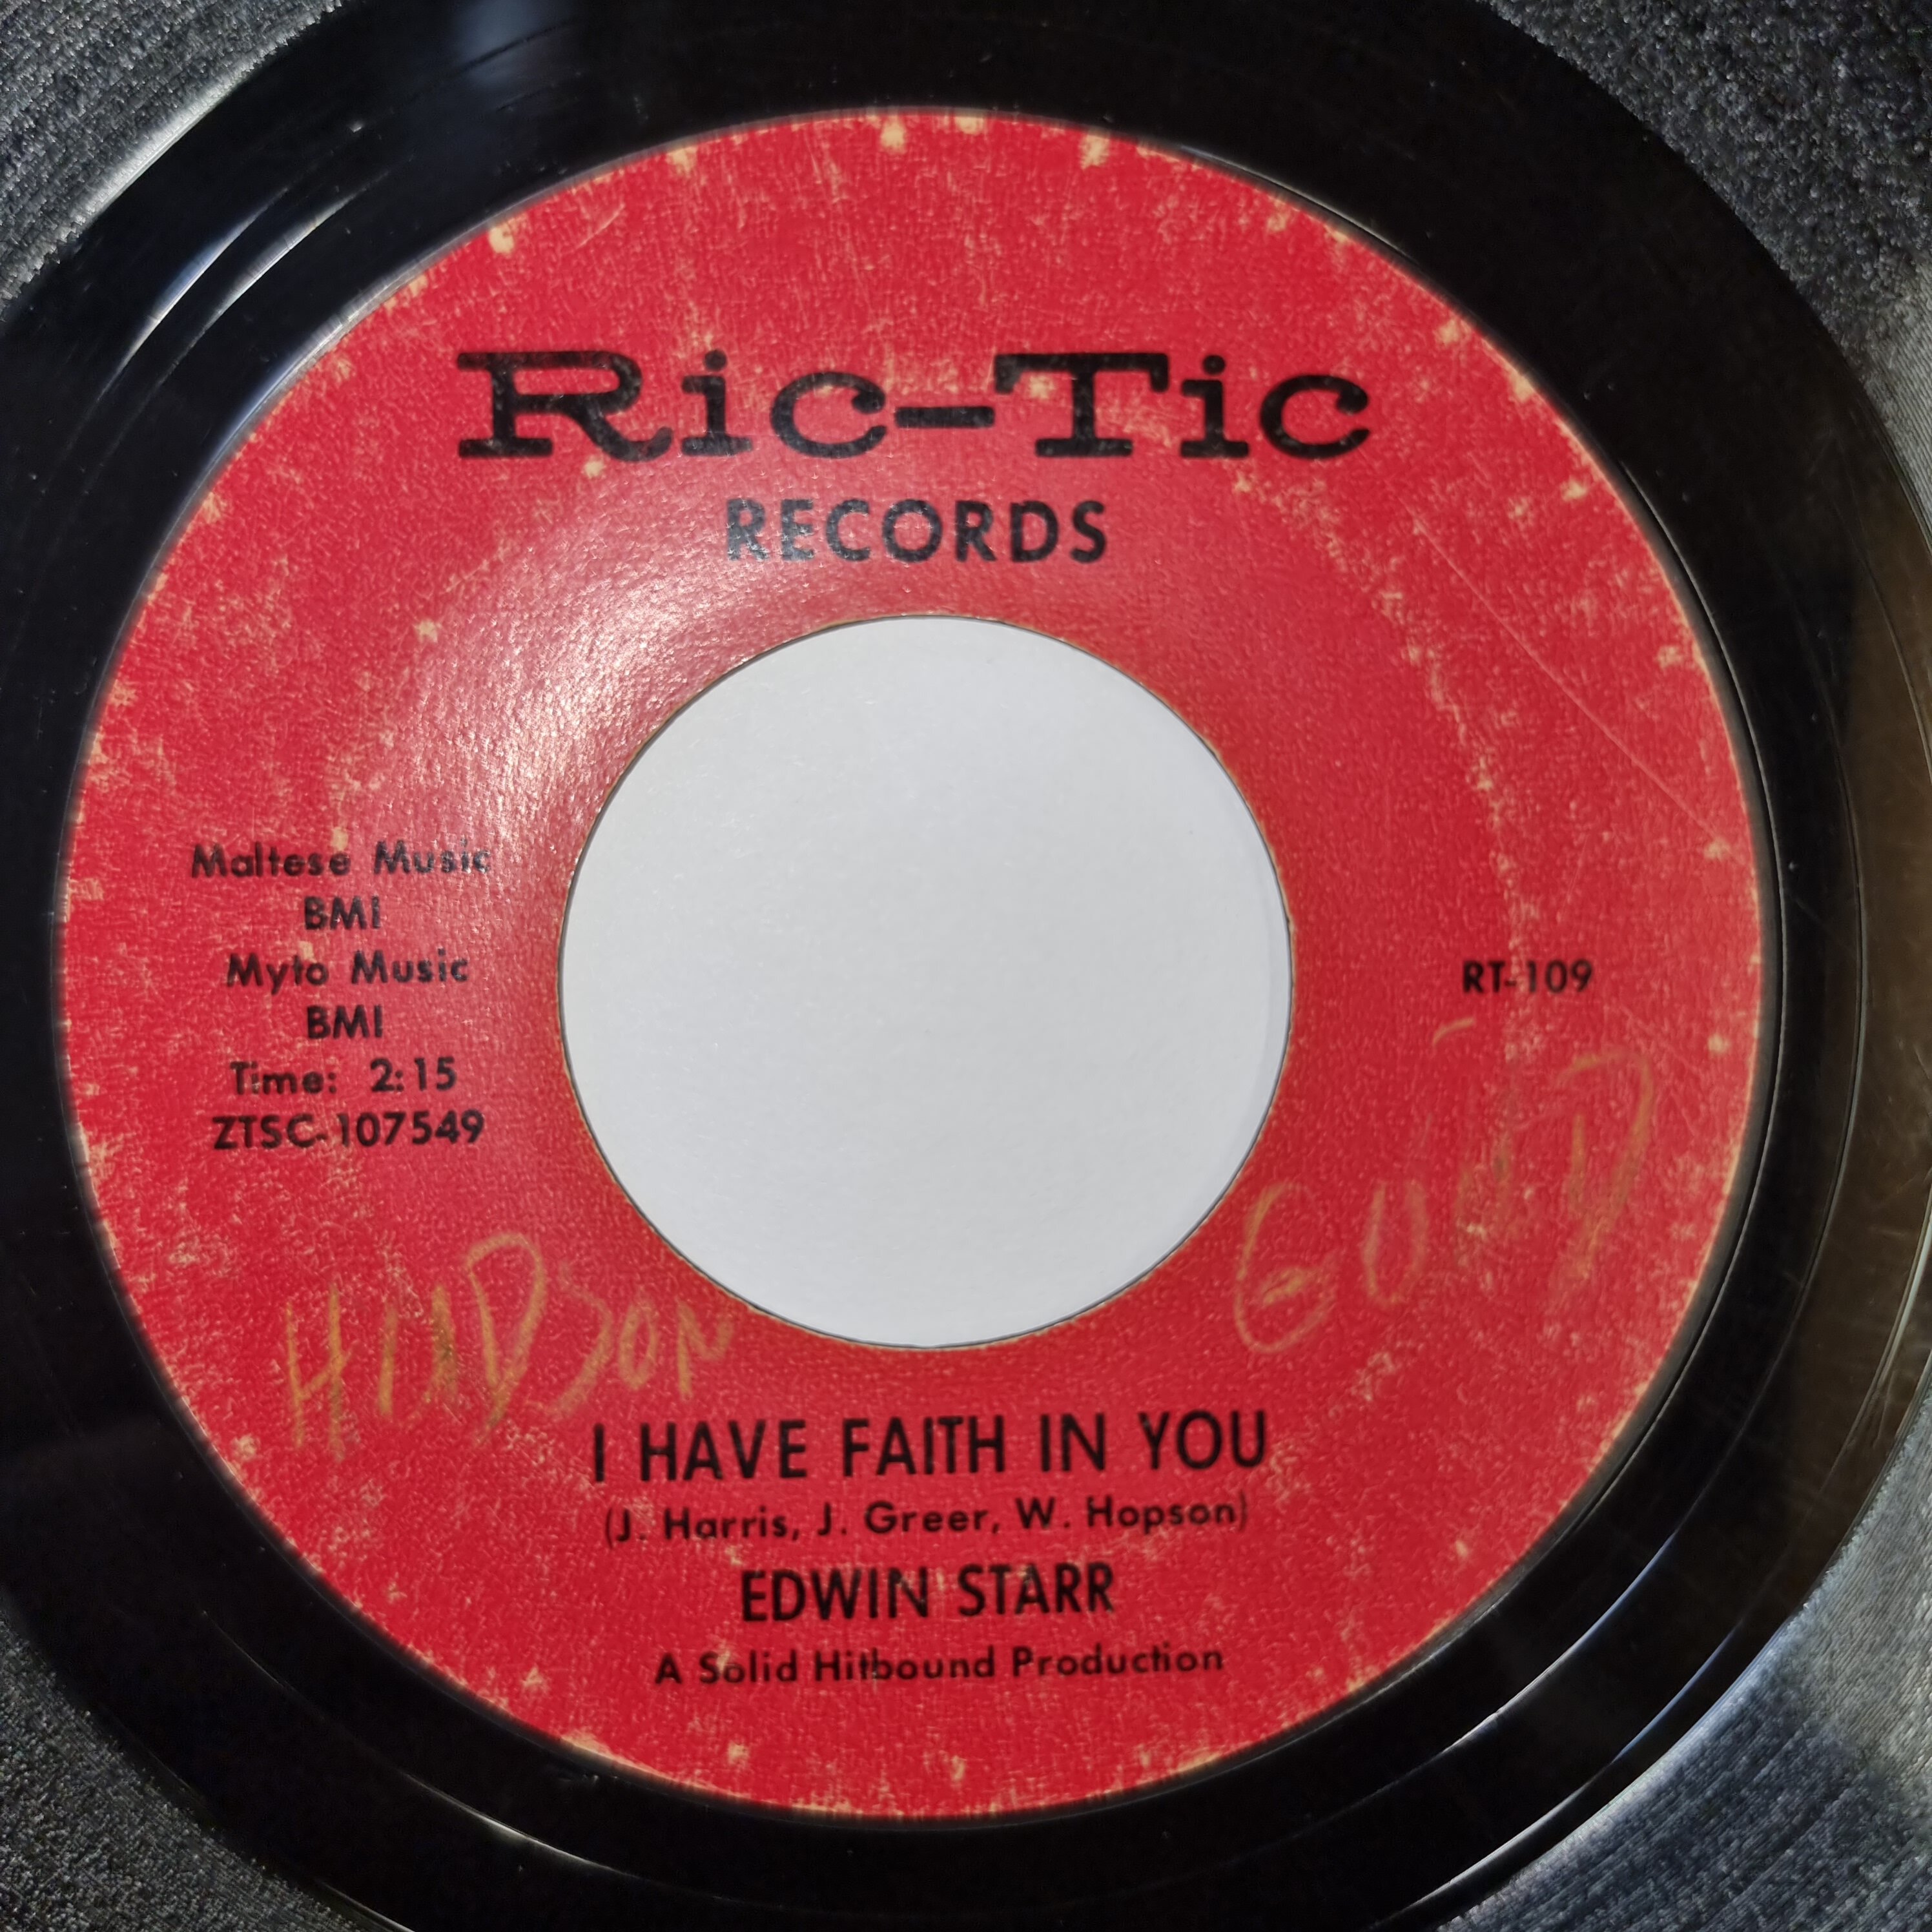 Ric-Tic
RECORDS
Maltese Music
BMI
Myto Music
BMI
Time: 2:15
ZTSC-107549
RT-109
I HAVE FAITH IN YOU
(J. Harris, J. Greer, W. Hopson)
EDWIN STARR
A Solid Hitbound Production